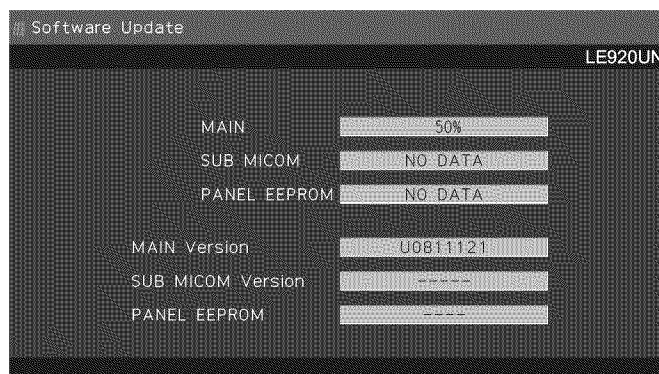 Software Update
LE920UN
MAIN 50%
SUB MICOM NO DATA
PANEL EEPROM NO DATA
MAIN Version U0811121
SUB MICOM Version -----
PANEL EEPROM ----